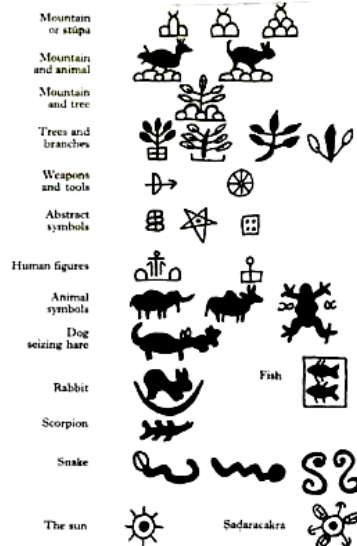 Mountain
or stūpa
Mountain
and animal
Mountain
and tree
Trees and
branches
Weapons
and tools
Abstract
symbols
Human figures
Animal
symbols
Dog
seizing hare
Rabbit
Fish
Scorpion
Snake
The sun
Ṣaḍaracakra